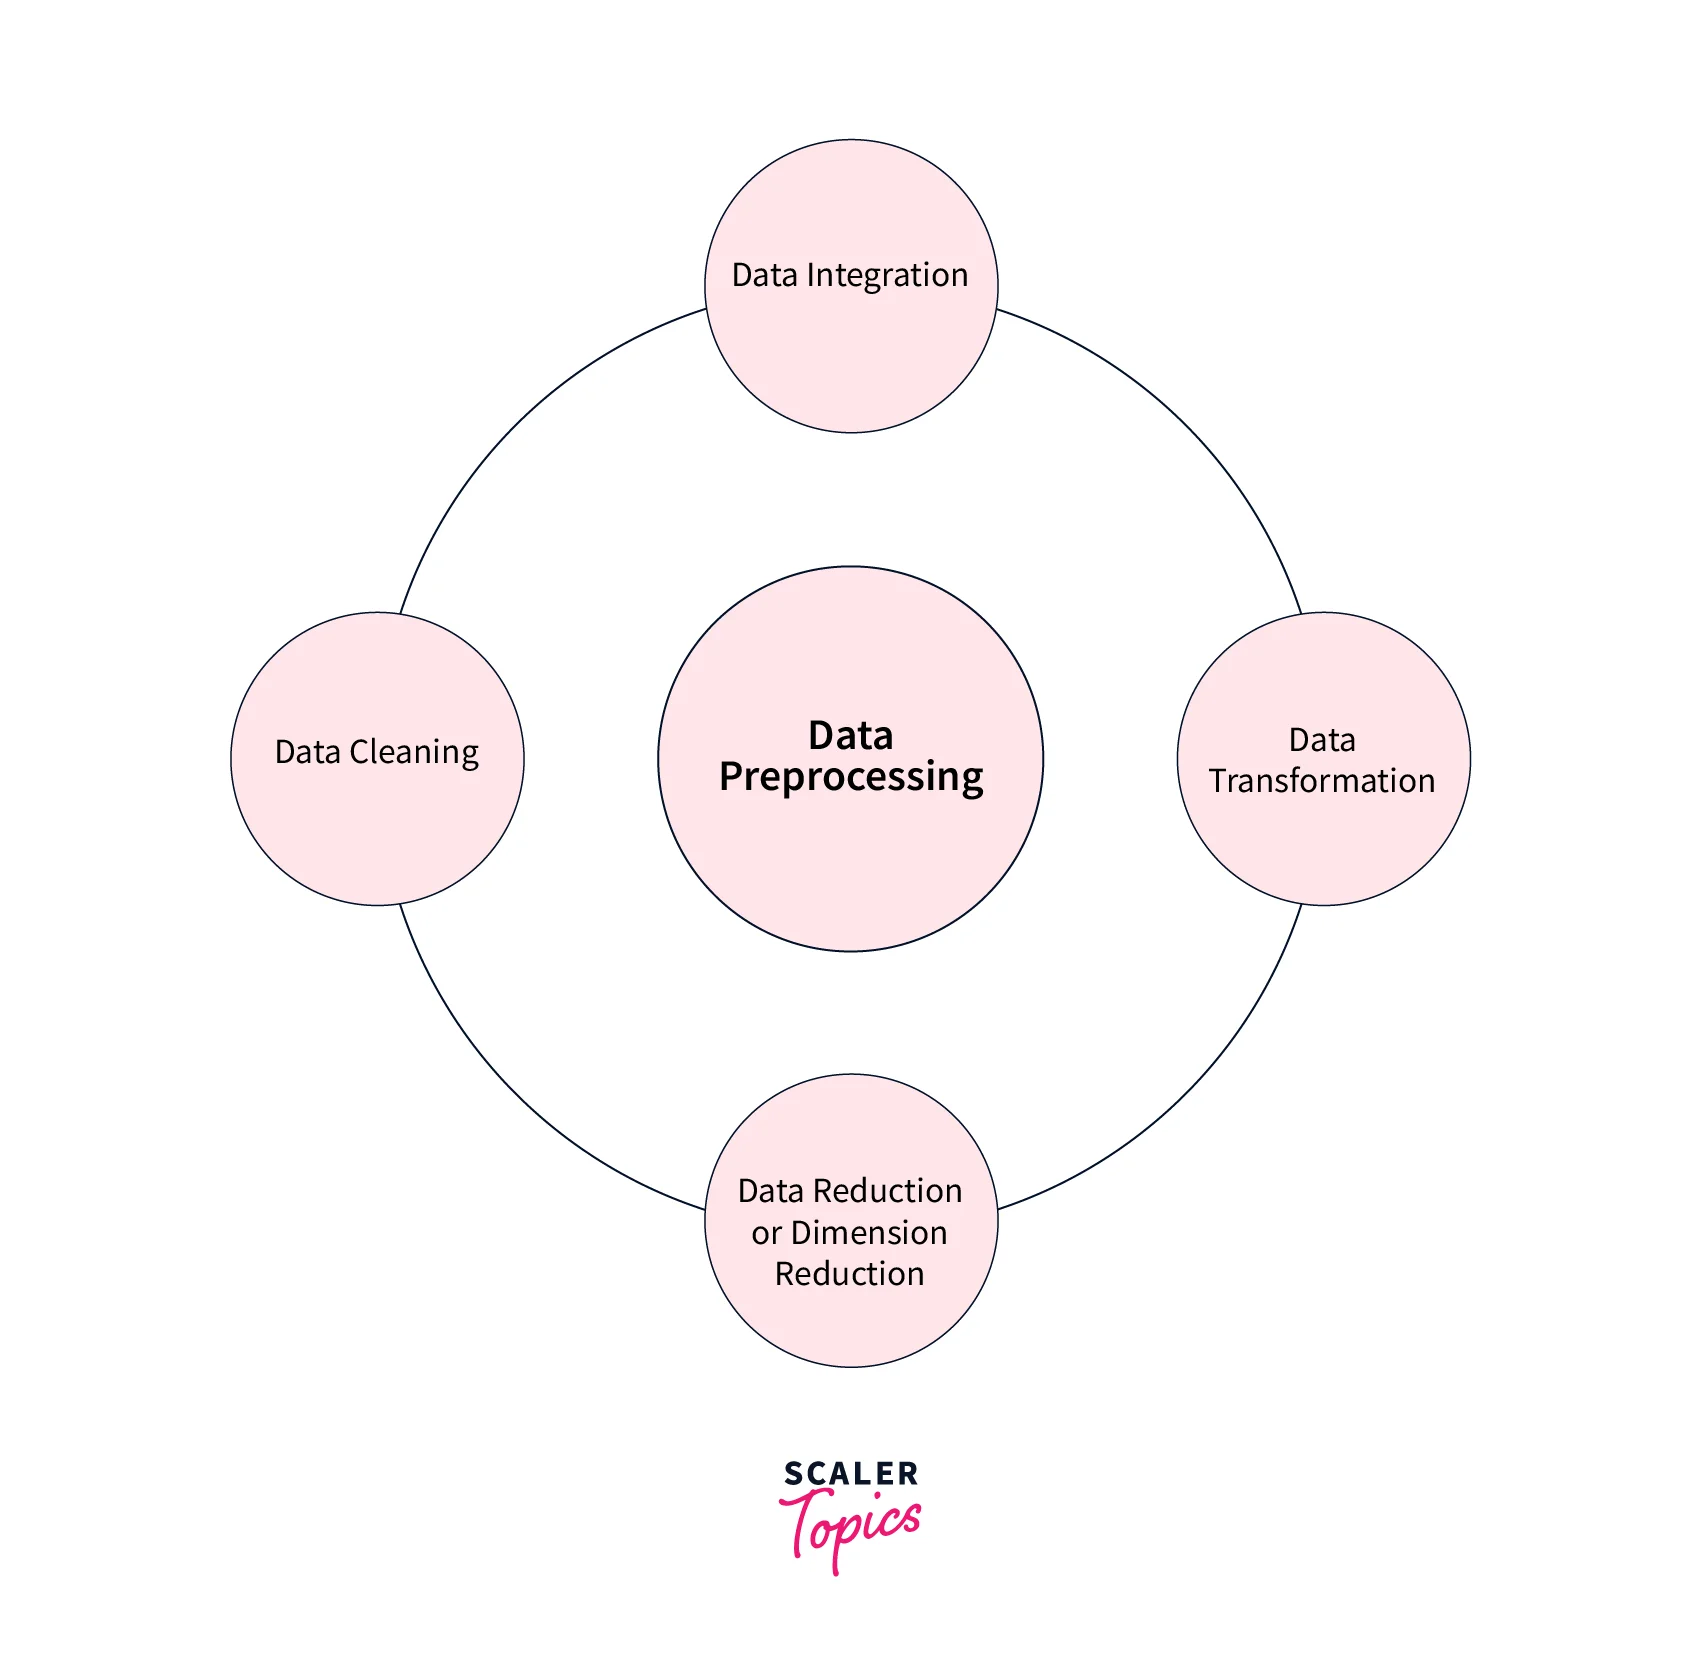 Data Integration
Data Cleaning
Data
Preprocessing
Data
Transformation
Data Reduction
or Dimension
Reduction
SCALER
Topics